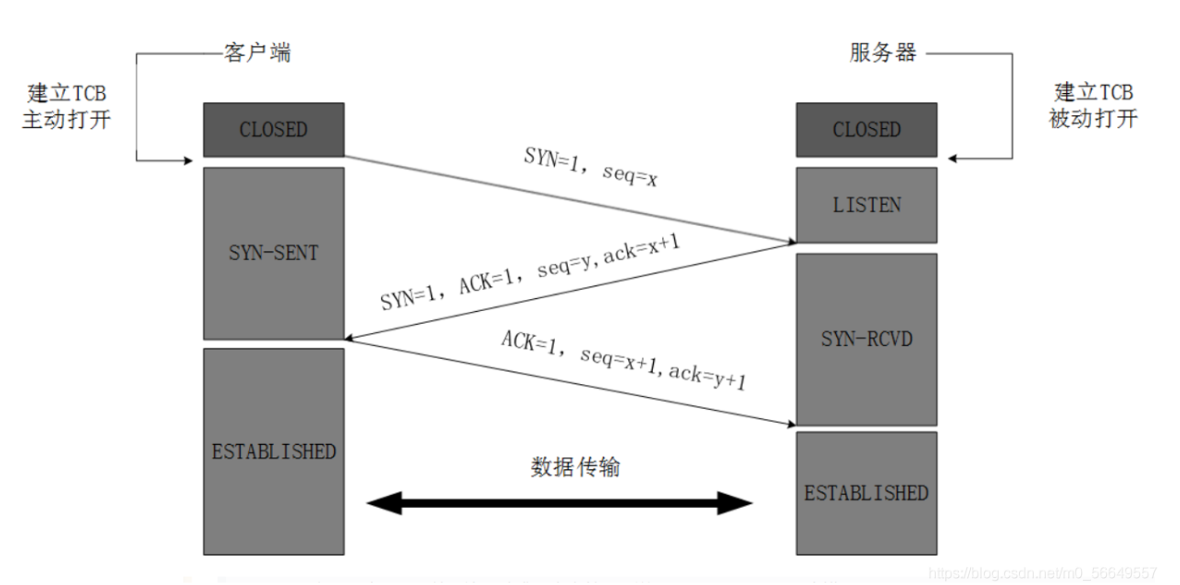 客户端
服务器
建立TCB
主动打开
建立TCB
被动打开
CLOSED
CLOSED
SYN=1, seq=x
LISTEN
SYN-SENT
SYN=1, ACK=1, seq=y,ack=x+1
SYN-RCVD
ACK=1, seq=x+1,ack=y+1
ESTABLISHED
数据传输
ESTABLISHED
https://blog.csdn.net/m0_56649557